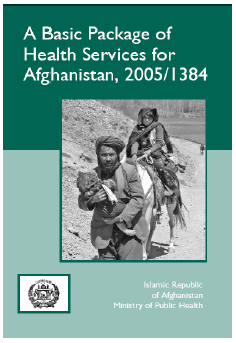 A Basic Package of
Health Services for
Afghanistan, 2005/1384
Islamic Republic
of Afghanistan
Ministry of Public Health